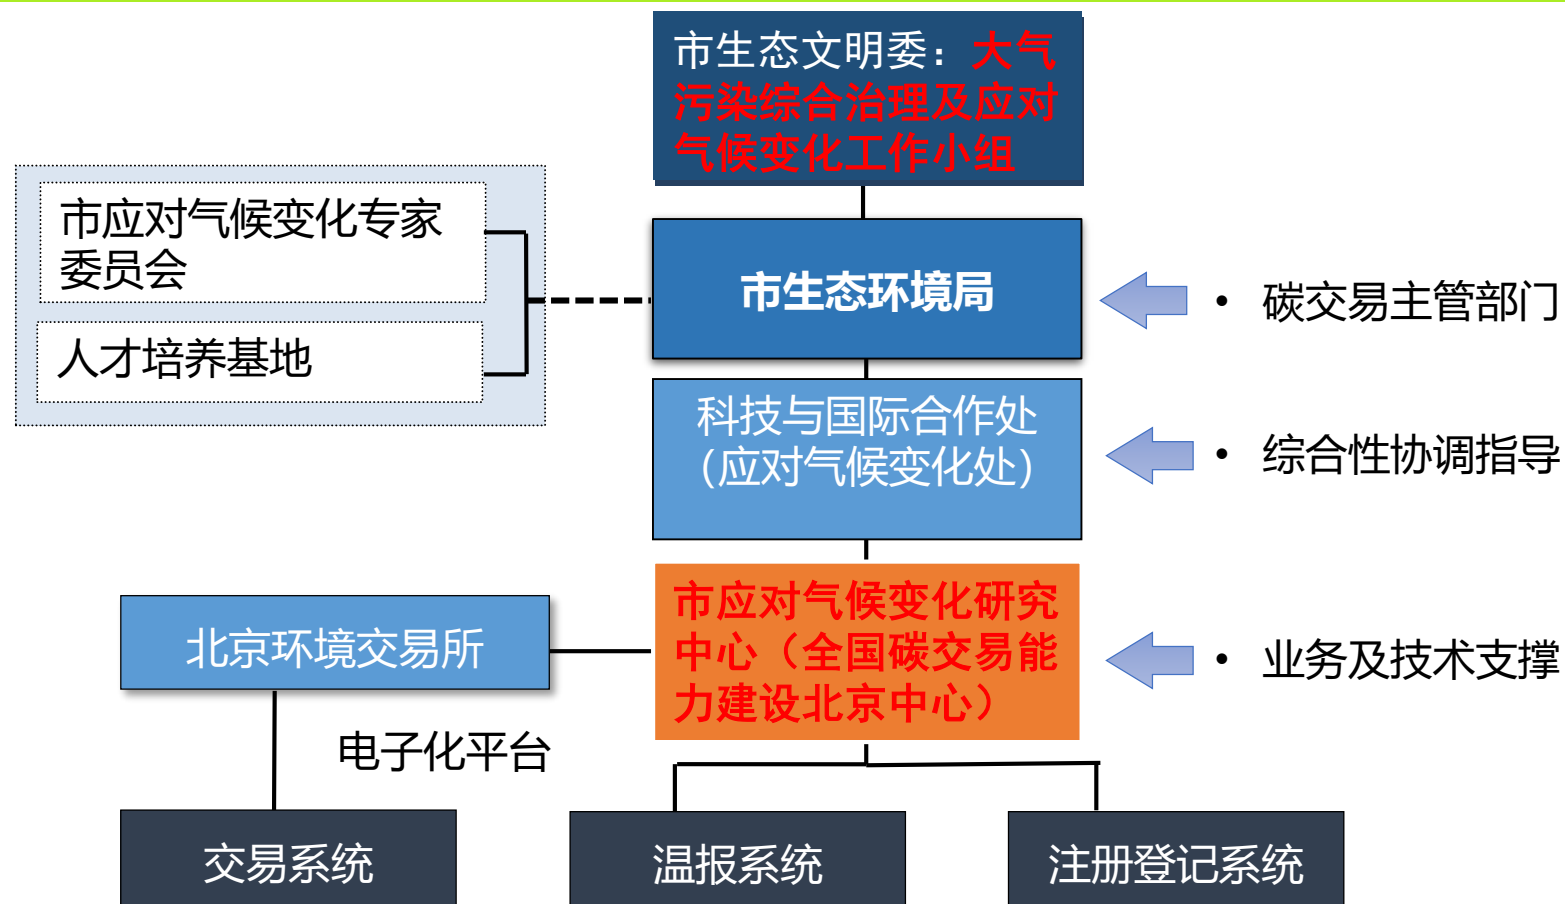 市生态文明委：大气
污染综合治理及应对
气候变化工作小组
市应对气候变化专家
委员会
人才培养基地
市生态环境局
• 碳交易主管部门
科技与国际合作处
（应对气候变化处）
• 综合性协调指导
北京环境交易所
市应对气候变化研究
中心（全国碳交易能
力建设北京中心）
• 业务及技术支撑
电子化平台
交易系统
温报系统
注册登记系统